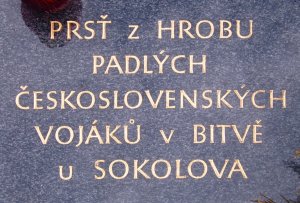 PRSŤ z HROBU
PADLÝCH
ČESKOSLOVENSKÝCH
VOJÁKŮ v BITVĚ
u SOKOLOVA